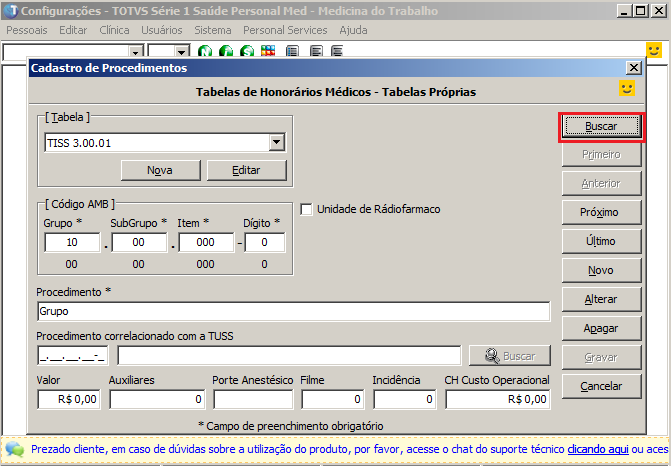 Configurações - TOTVS Série 1 Saúde Personal Med - Medicina do Trabalho
Pessoais Editar Clínica Usuários Sistema Personal Services Ajuda
Cadastro de Procedimentos
Tabelas de Honorários Médicos - Tabelas Próprias
[ Tabela ]
TISS 3.00.01
Nova Editar
[ Código AMB ]
Grupo * SubGrupo * Item * Dígito *
10 . 00 . 000 - 0
00 00 000 0
Unidade de Rádiofarmaco
Procedimento *
Grupo
Procedimento correlacionado com a TUSS
_.__.__.__-_ Buscar
Valor Auxiliares Porte Anestésico Filme Incidência CH Custo Operacional
R$ 0,00 0 0 0 R$ 0,00
* Campo de preenchimento obrigatório
Buscar
Primeiro
Anterior
Próximo
Último
Novo
Alterar
Apagar
Gravar
Cancelar
Prezado cliente, em caso de dúvidas sobre a utilização do produto, por favor, acesse o chat do suporte técnico clicando aqui ou aces